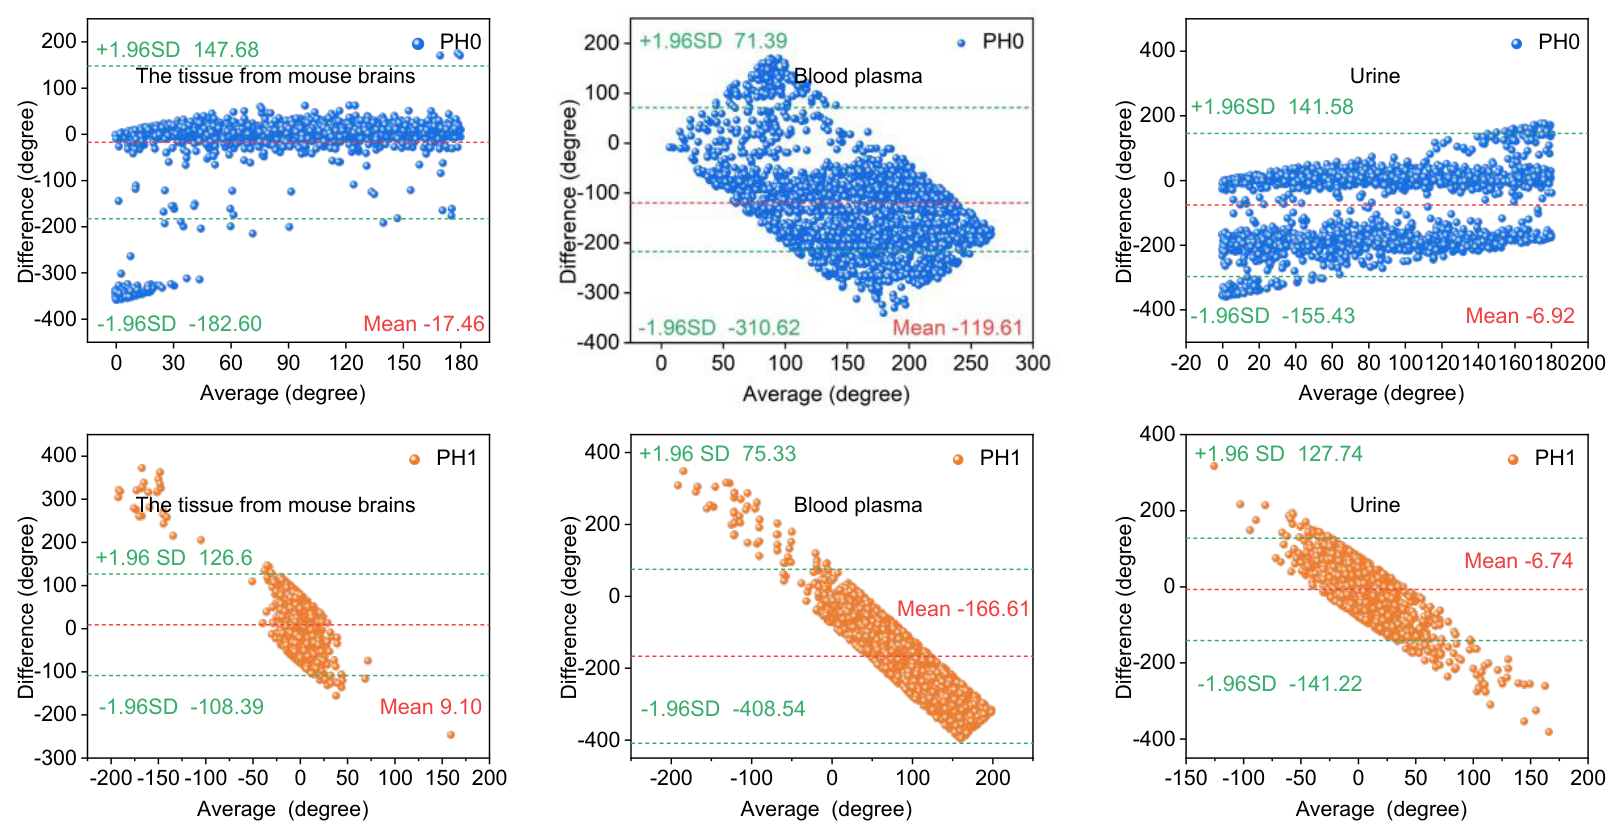 +1.96SD 147.68
PH0
The tissue from mouse brains
200
100
0
-100
-200
-300
-400
Difference (degree)
-1.96SD -182.60
Mean -17.46
0 30 60 90 120 150 180
Average (degree)
+1.96SD 71.39
PH0
Blood plasma
200
100
0
-100
-200
-300
-400
Difference (degree)
-1.96SD -310.62
Mean -119.61
0 50 100 150 200 250 300
Average (degree)
PH0
Urine
+1.96SD 141.58
400
200
0
-200
-400
Difference (degree)
-1.96SD -155.43
Mean -6.92
-20 0 20 40 60 80 100 120 140 160 180 200
Average (degree)
PH1
The tissue from mouse brains
+1.96 SD 126.6
400
300
200
100
0
-100
-200
-300
Difference (degree)
-1.96SD -108.39
Mean 9.10
-200 -150 -100 -50 0 50 100 150 200
Average (degree)
+1.96 SD 75.33
PH1
Blood plasma
400
200
0
-200
-400
Difference (degree)
Mean -166.61
-1.96SD -408.54
-200 -100 0 100 200
Average (degree)
+1.96 SD 127.74
PH1
Urine
400
200
0
-200
-400
Difference (degree)
Mean -6.74
-1.96SD -141.22
-150 -100 -50 0 50 100 150 200
Average (degree)